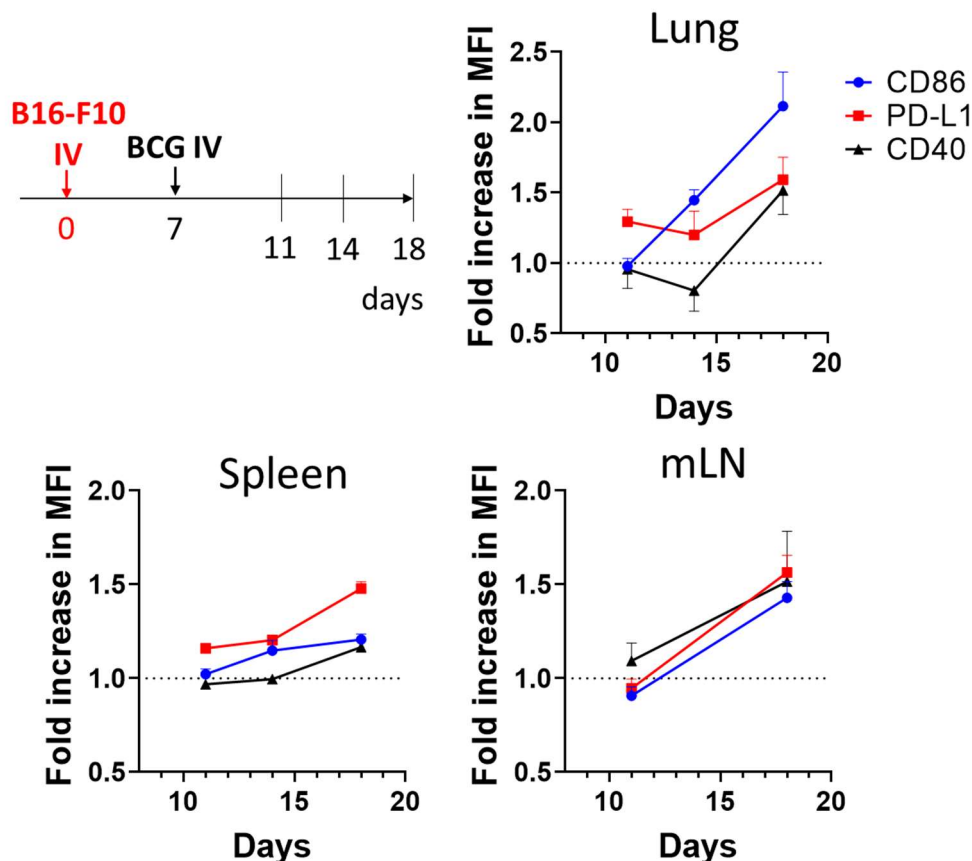 B16-F10
IV
BCG IV
0
7
11
14
18
days
Lung
Fold increase in MFI
2.5
2.0
1.5
1.0
0.5
10
15
20
Days
CD86
PD-L1
CD40
Spleen
Fold increase in MFI
2.0
1.5
1.0
0.5
10
15
20
Days
mLN
Fold increase in MFI
2.0
1.5
1.0
0.5
10
15
20
Days